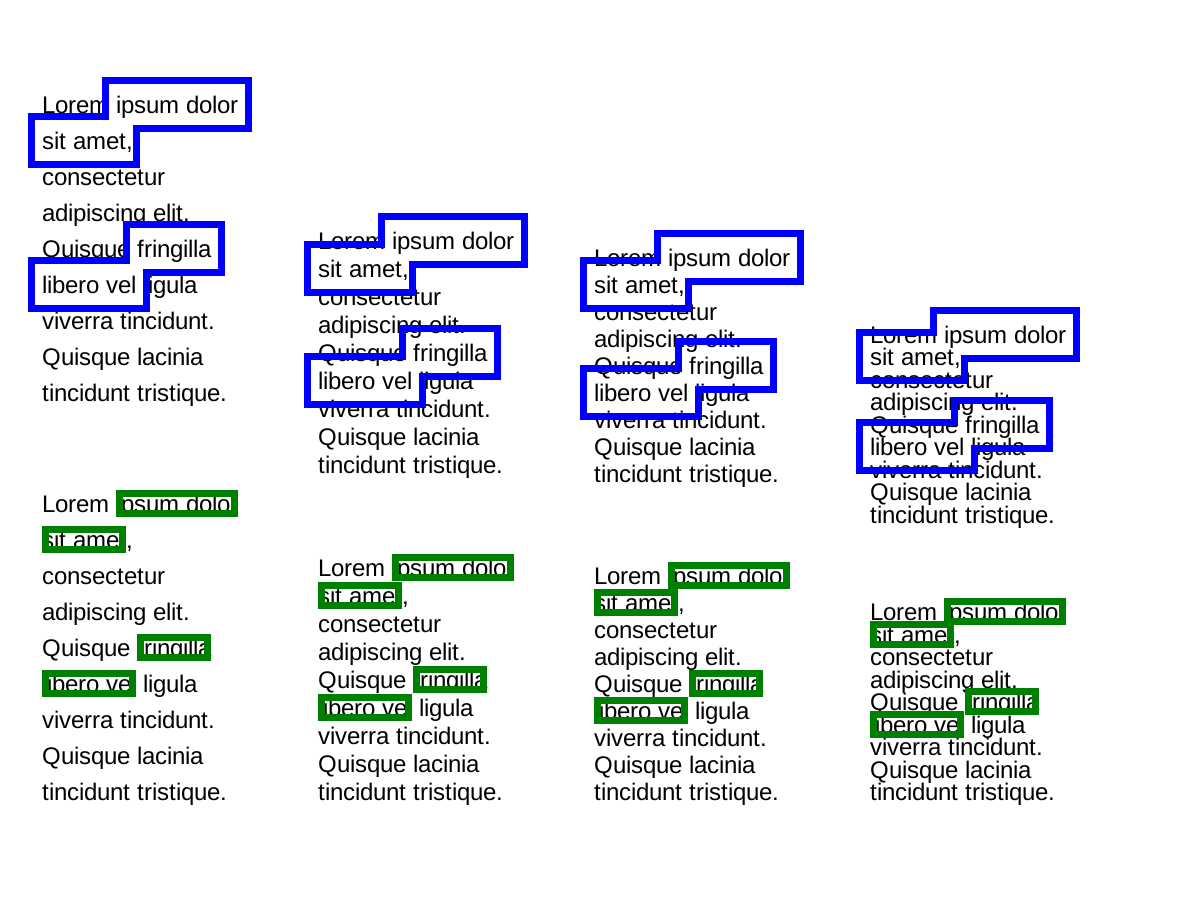 Lorem ipsum dolor
sit amet,
consectetur
adipiscing elit.
Quisque fringilla
libero vel ligula
viverra tincidunt.
Quisque lacinia
tincidunt tristique.
Lorem ipsum dolor
sit amet,
consectetur
adipiscing elit.
Quisque fringilla
libero vel ligula
viverra tincidunt.
Quisque lacinia
tincidunt tristique.
Lorem ipsum dolor
sit amet,
consectetur
adipiscing elit.
Quisque fringilla
libero vel ligula
viverra tincidunt.
Quisque lacinia
tincidunt tristique.
Lorem ipsum dolor
sit amet,
consectetur
adipiscing elit.
Quisque fringilla
libero vel ligula
viverra tincidunt.
Quisque lacinia
tincidunt tristique.
Lorem ipsum dolor
sit amet,
consectetur
adipiscing elit.
Quisque fringilla
libero vel ligula
viverra tincidunt.
Quisque lacinia
tincidunt tristique.
Lorem ipsum dolor
sit amet,
consectetur
adipiscing elit.
Quisque fringilla
libero vel ligula
viverra tincidunt.
Quisque lacinia
tincidunt tristique.
Lorem ipsum dolor
sit amet,
consectetur
adipiscing elit.
Quisque fringilla
libero vel ligula
viverra tincidunt.
Quisque lacinia
tincidunt tristique.
Lorem ipsum dolor
sit amet,
consectetur
adipiscing elit.
Quisque fringilla
libero vel ligula
viverra tincidunt.
Quisque lacinia
tincidunt tristique.